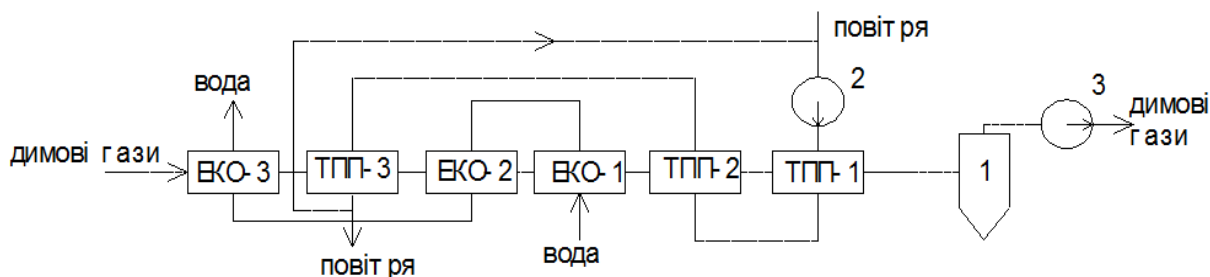 повітря
вода
2
3
димові
гази
димові гази
ЕКО-3
ТПП-3
ЕКО-2
ЕКО-1
ТПП-2
ТПП-1
1
вода
повітря